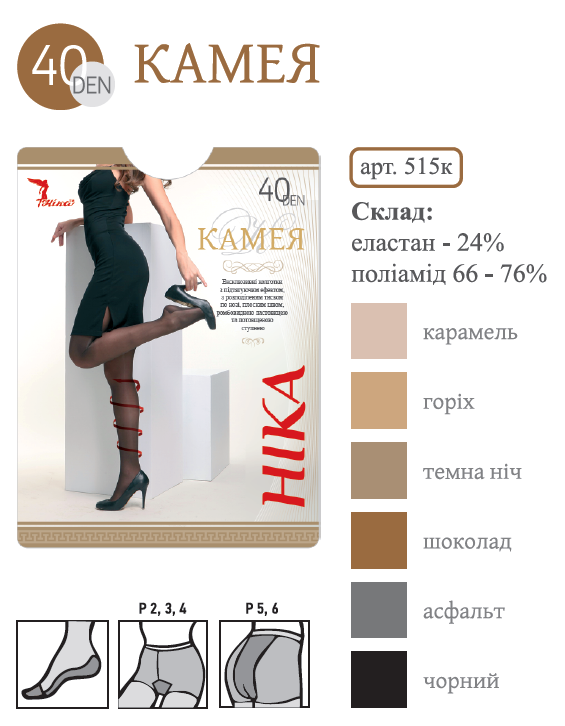 40
DEN
КАМЕЯ
40
DEN
КАМЕЯ
Ніка
НІКА
арт. 515к
Склад:
еластан - 24%
поліамід 66 - 76%
карамель
горіх
темна ніч
шоколад
асфальт
чорний
Р 2, 3, 4
Р 5, 6